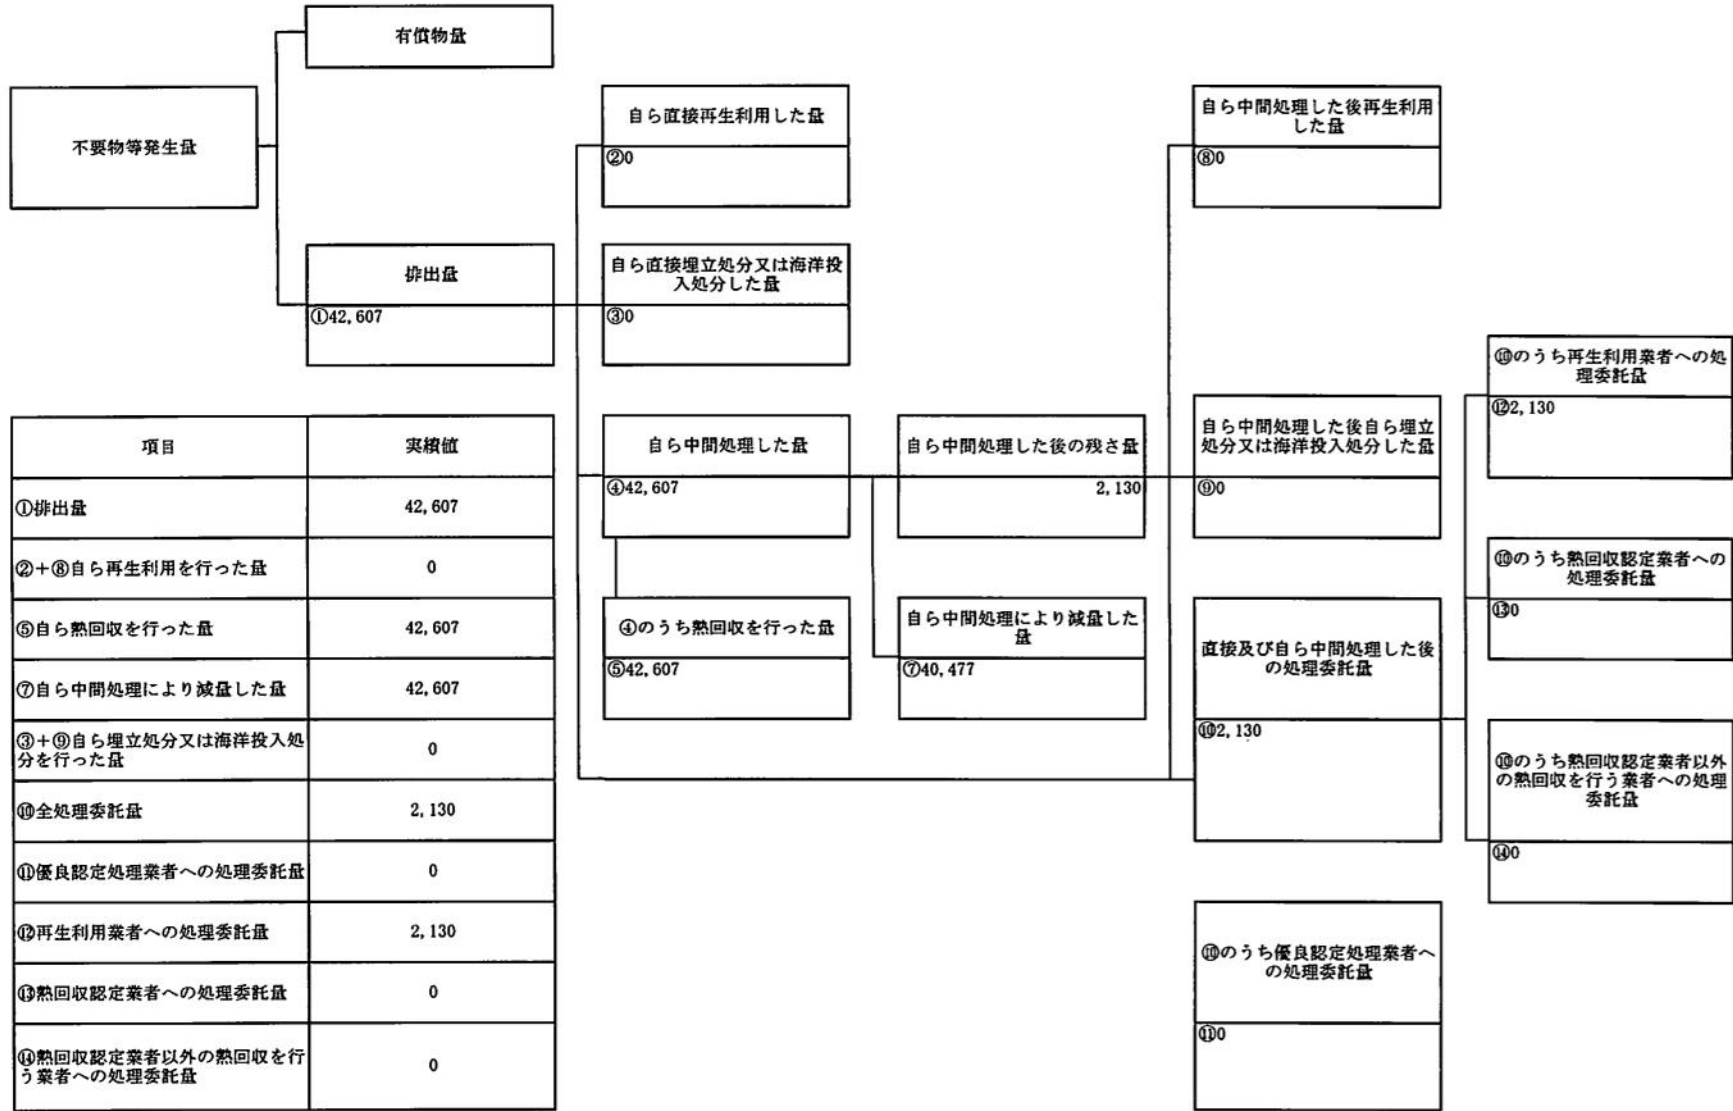 有償物量
不要物等発生量
自ら直接再生利用した量
②0
自ら中間処理した後再生利用
した量
⑧0
排出量
①42,607
自ら直接埋立処分又は海洋投
入処分した量
③0
⑩のうち再生利用業者への処
理委託量
⑫2,130
自ら中間処理した量
④42,607
自ら中間処理した後の残さ量
2,130
自ら中間処理した後自ら埋立
処分又は海洋投入処分した量
⑨0
⑩のうち熱回収認定業者への
処理委託量
⑬0
④のうち熱回収を行った量
⑤42,607
自ら中間処理により減量した
量
⑦40,477
直接及び自ら中間処理した後
の処理委託量
⑩2,130
⑩のうち熱回収認定業者以外
の熱回収を行う業者への処理
委託量
⑭0
⑩のうち優良認定処理業者へ
の処理委託量
⑪0
項目 実績値
①排出量 42,607
②+⑧自ら再生利用を行った量 0
⑤自ら熱回収を行った量 42,607
⑦自ら中間処理により減量した量 42,607
③+⑨自ら埋立処分又は海洋投入処
分を行った量 0
⑩全処理委託量 2,130
⑪優良認定処理業者への処理委託量 0
⑫再生利用業者への処理委託量 2,130
⑬熱回収認定業者への処理委託量 0
⑭熱回収認定業者以外の熱回収を行
う業者への処理委託量 0